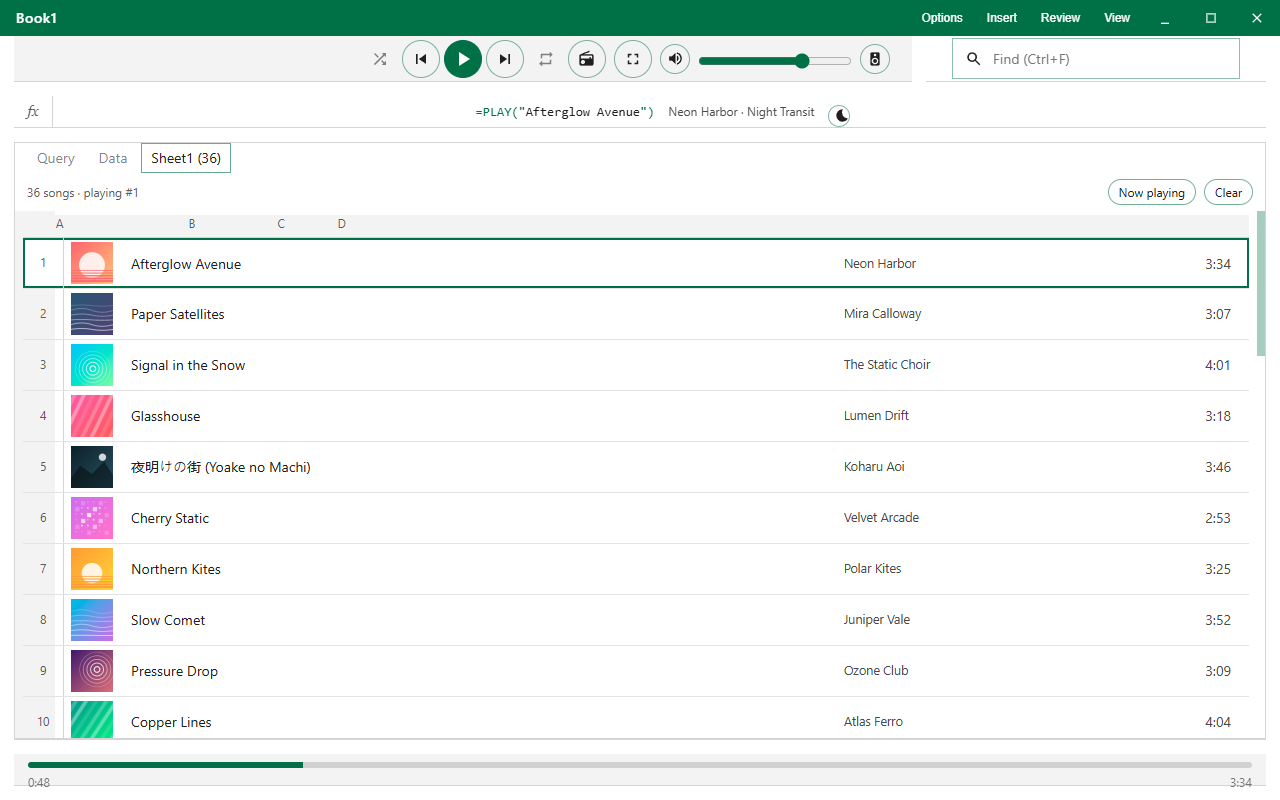 Book1 Options Insert Review View
Find (Ctrl+F)
fx =PLAY("Afterglow Avenue") Neon Harbor · Night Transit
Query Data Sheet1 (36)
36 songs · playing #1 Now playing Clear
A B C D
1 Afterglow Avenue Neon Harbor 3:34
2 Paper Satellites Mira Calloway 3:07
3 Signal in the Snow The Static Choir 4:01
4 Glasshouse Lumen Drift 3:18
5 夜明けの街 (Yoake no Machi) Koharu Aoi 3:46
6 Cherry Static Velvet Arcade 2:53
7 Northern Kites Polar Kites 3:25
8 Slow Comet Juniper Vale 3:52
9 Pressure Drop Ozone Club 3:09
10 Copper Lines Atlas Ferro 4:04
0:48 3:34